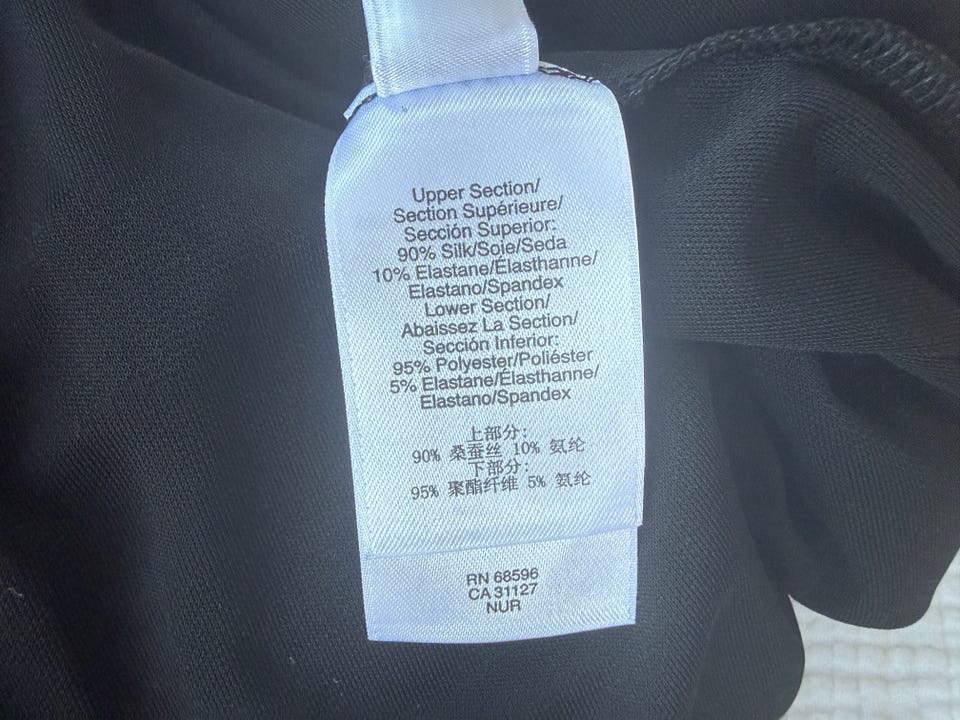 Upper Section/
Section Supérieure/
Sección Superior:
90% Silk/Soie/Seda
10% Elastane/Élasthanne/
Elastano/Spandex
Lower Section/
Abaissez La Section/
Sección Inferior:
95% Polyester/Poliéster
5% Elastane/Élasthanne/
Elastano/Spandex
上部分:
90% 桑蚕丝 10% 氨纶
下部分:
95% 聚酯纤维 5% 氨纶
RN 68596
CA 31127
NUR